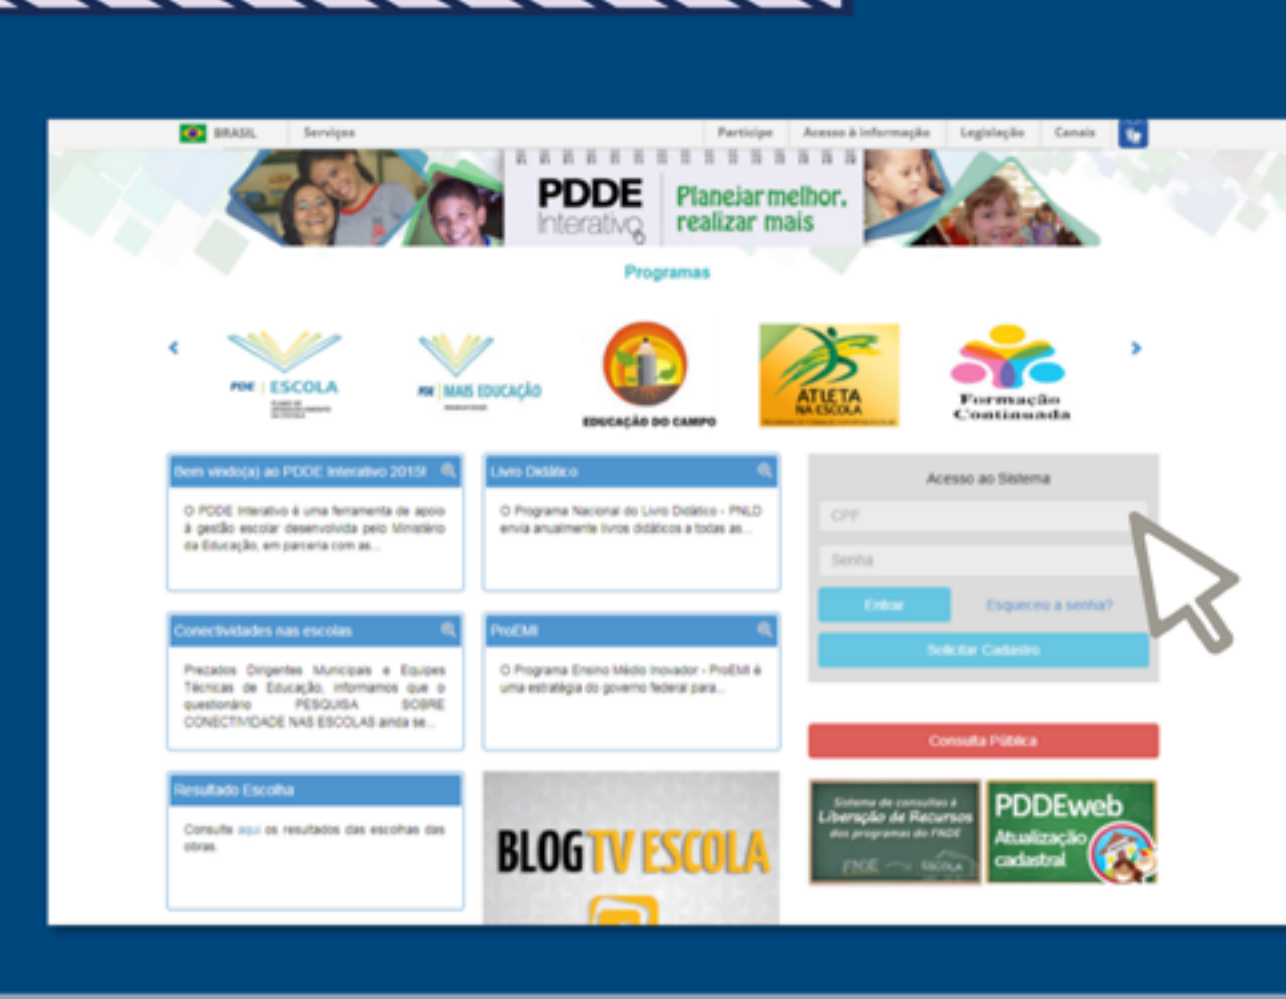 BRASIL Serviços Participe Acesso à informação Legislação Canais
PDDE
Interativo
Planejar melhor,
realizar mais
Programas
PDE ESCOLA
PDE MAIS EDUCAÇÃO
EDUCAÇÃO DO CAMPO
ATLETA
NA ESCOLA
Formação
Continuada
Bem vindo(a) ao PDDE Interativo 2015!
O PDDE Interativo é uma ferramenta de apoio
à gestão escolar desenvolvida pelo Ministério
da Educação, em parceria com as...
Livro Didático
O Programa Nacional do Livro Didático - PNLD
envia anualmente livros didáticos a todas as...
Acesso ao Sistema
CPF
Senha
Entrar Esqueceu a senha?
Solicitar Cadastro
Conectividades nas escolas
Prezados Dirigentes Municipais e Equipes
Técnicas de Educação, informamos que o
questionário PESQUISA SOBRE
CONECTIVIDADE NAS ESCOLAS ainda se...
ProEMI
O Programa Ensino Médio Inovador - ProEMI é
uma estratégia do governo federal para...
Consulta Pública
Resultado Escolha
Consulte aqui os resultados das escolhas das
obras.
BLOG TV ESCOLA
Sistema de consultas à
Liberação de Recursos
dos programas do FNDE
FNDE ESCOLA
PDDEweb
Atualização
cadastral